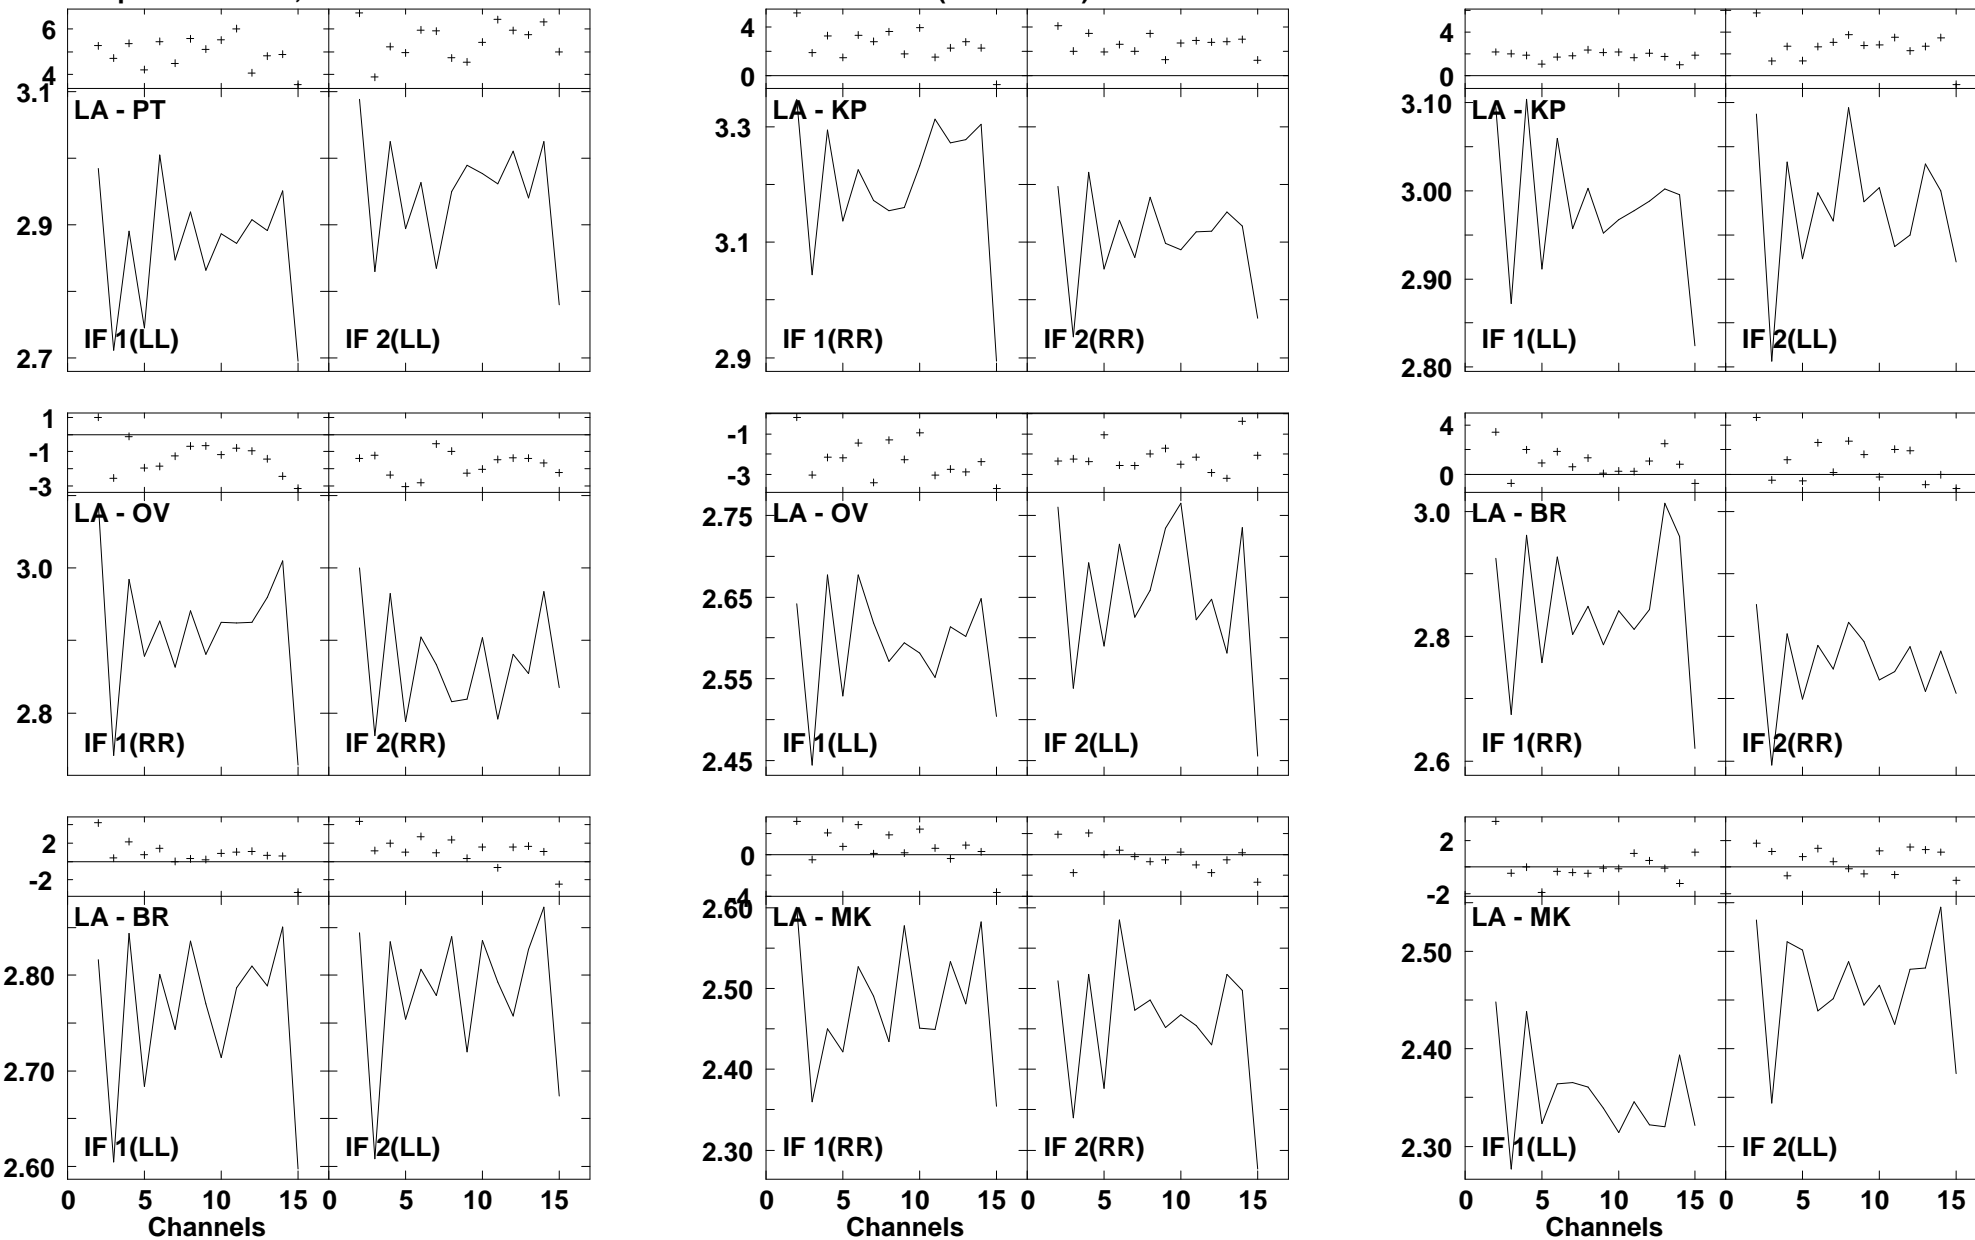 6
4
4
0
4
0
3.1
2.9
2.7
LA - PT
IF 1(LL)
IF 2(LL)
3.3
3.1
2.9
LA - KP
IF 1(RR)
IF 2(RR)
3.10
3.00
2.90
2.80
LA - KP
IF 1(LL)
IF 2(LL)
1
-1
-3
-1
-3
4
0
3.0
2.8
LA - OV
IF 1(RR)
IF 2(RR)
2.75
2.65
2.55
2.45
LA - OV
IF 1(LL)
IF 2(LL)
3.0
2.8
2.6
LA - BR
IF 1(RR)
IF 2(RR)
2
-2
0
-4
2
-2
2.80
2.70
2.60
LA - BR
IF 1(LL)
IF 2(LL)
2.60
2.50
2.40
2.30
LA - MK
IF 1(RR)
IF 2(RR)
2.50
2.40
2.30
LA - MK
IF 1(LL)
IF 2(LL)
0 5 10 15 0 5 10 15
0 5 10 15 0 5 10 15
0 5 10 15 0 5 10 15
Channels
Channels
Channels